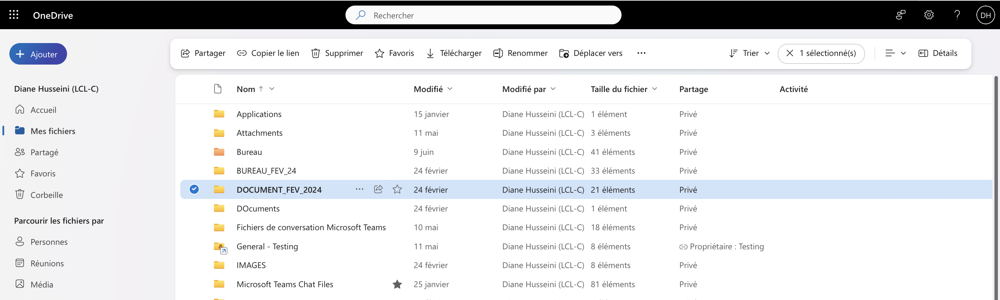 OneDrive
Rechercher
DH
Ajouter
Partager Copier le lien Supprimer Favoris Télécharger Renommer Déplacer vers ... Trier 1 sélectionné(s) Détails
Diane Husseini (LCL-C)
Accueil
Mes fichiers
Partagé
Favoris
Corbeille
Parcourir les fichiers par
Personnes
Réunions
Média
Nom Modifié Modifié par Taille du fichier Partage Activité
Applications 15 janvier Diane Husseini (LCL-C) 1 élément Privé
Attachments 11 mai Diane Husseini (LCL-C) 3 éléments Privé
Bureau 9 juin Diane Husseini (LCL-C) 41 éléments Privé
BUREAU_FEV_24 24 février Diane Husseini (LCL-C) 33 éléments Privé
DOCUMENT_FEV_2024 ... 24 février Diane Husseini (LCL-C) 21 éléments Privé
DOcuments 24 février Diane Husseini (LCL-C) 1 élément Privé
Fichiers de conversation Microsoft Teams 10 mai Diane Husseini (LCL-C) 18 éléments Privé
General - Testing 11 mai Diane Husseini (LCL-C) 8 éléments Propriétaire : Testing
IMAGES 24 février Diane Husseini (LCL-C) 8 éléments Privé
Microsoft Teams Chat Files 25 janvier Diane Husseini (LCL-C) 81 éléments Privé